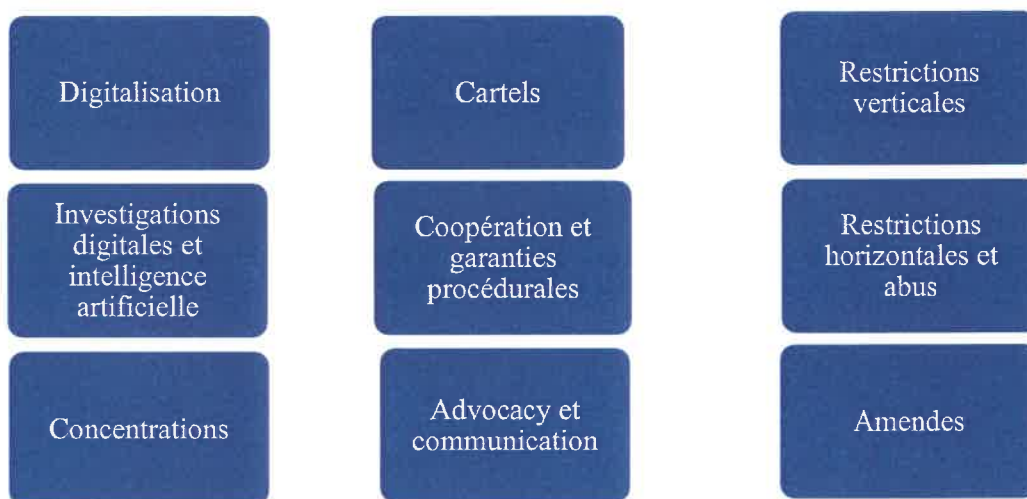 Digitalisation
Cartels
Restrictions
verticales
Investigations
digitales et
intelligence
artificielle
Coopération et
garanties
procédurales
Restrictions
horizontales et
abus
Concentrations
Advocacy et
communication
Amendes